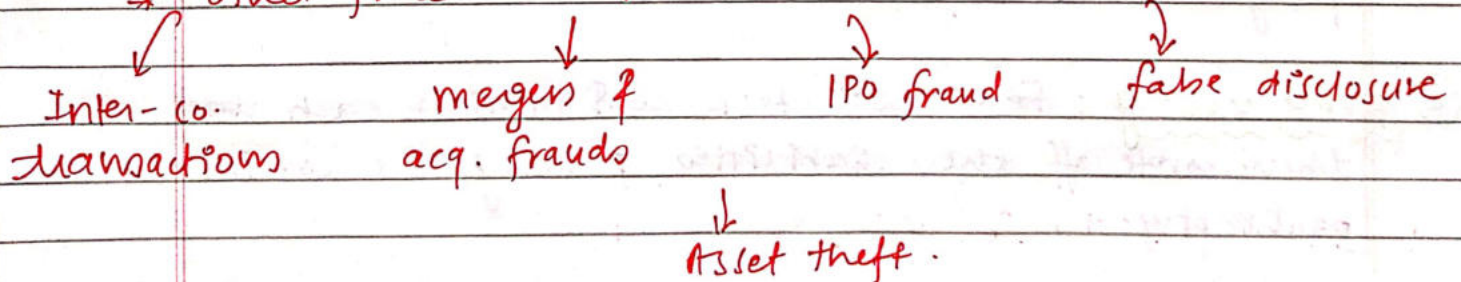 Inter-co. mergers & IPO fraud false disclosure
transactions acq. frauds
Asset theft.